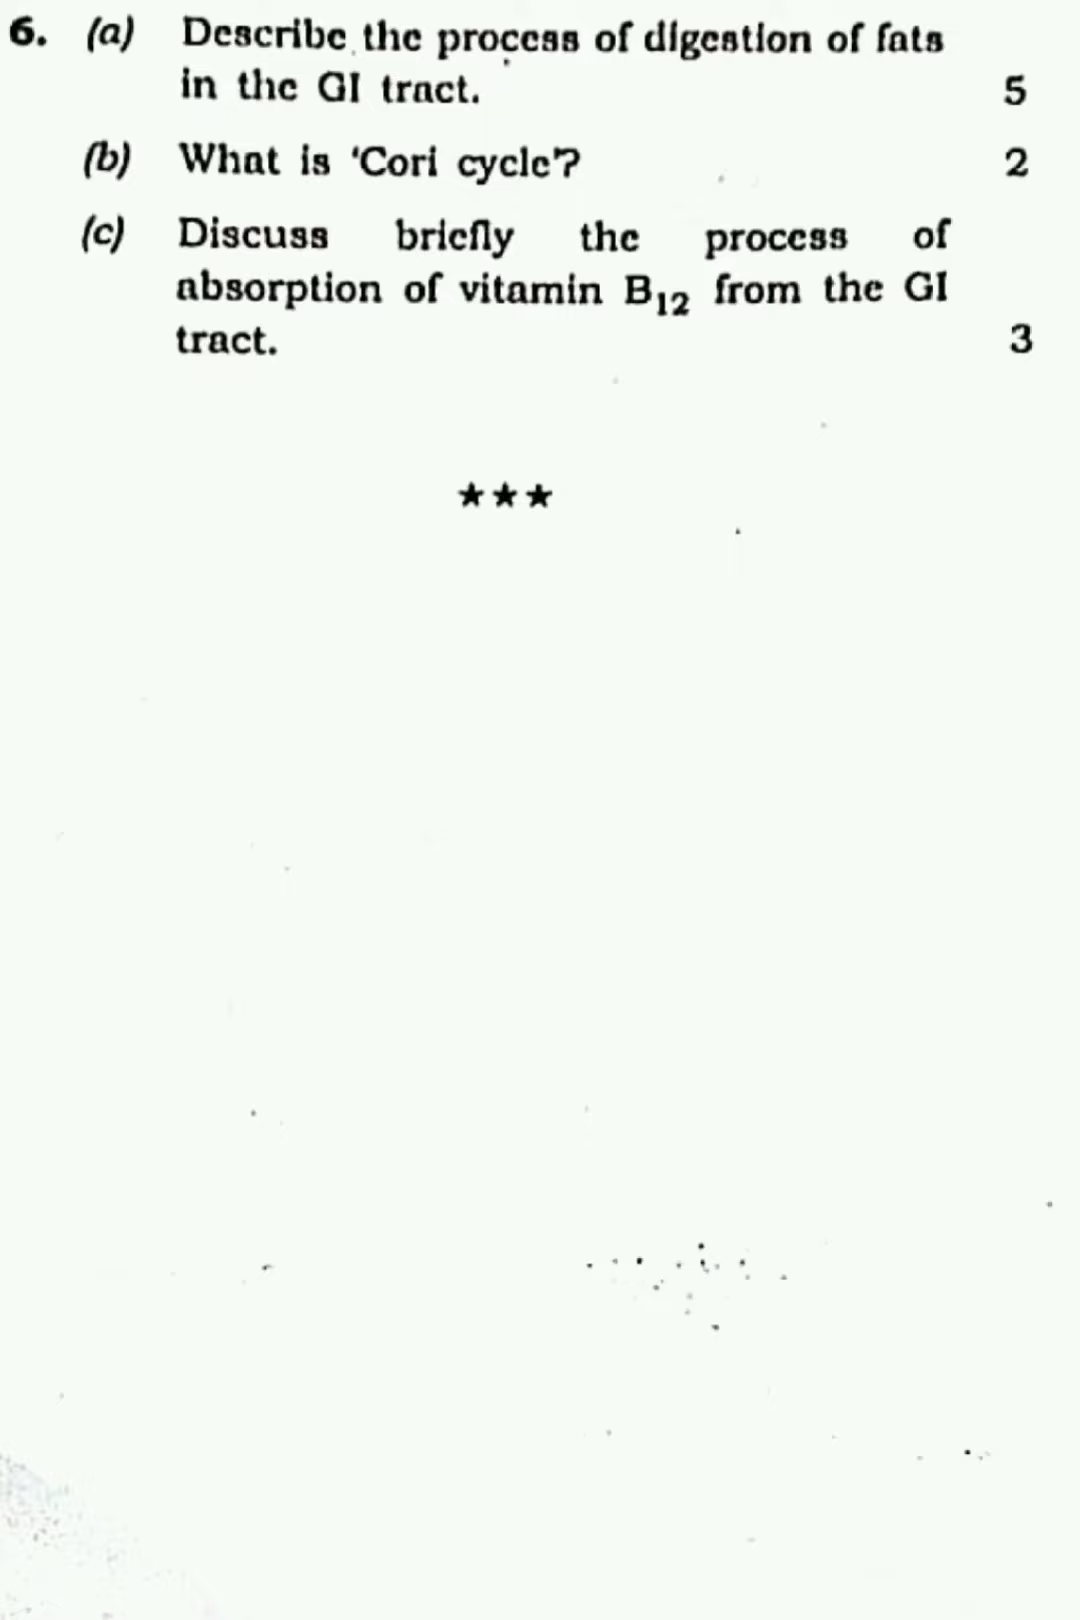 6. (a) Describe the process of digestion of fats
in the GI tract. 5
(b) What is ‘Cori cycle’? 2
(c) Discuss briefly the process of
absorption of vitamin B₁₂ from the GI
tract. 3
★★★